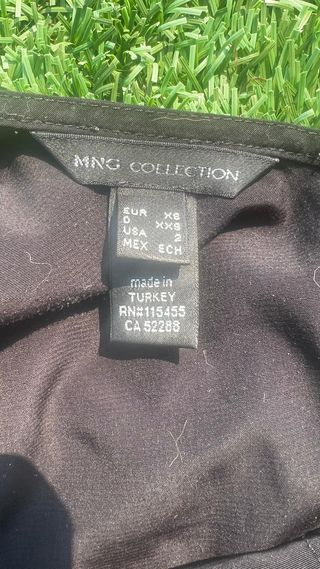 MNG COLLECTION
EUR XS
D XXS
USA 2
MEX ECH
made in
TURKEY
RN#115455
CA 52288